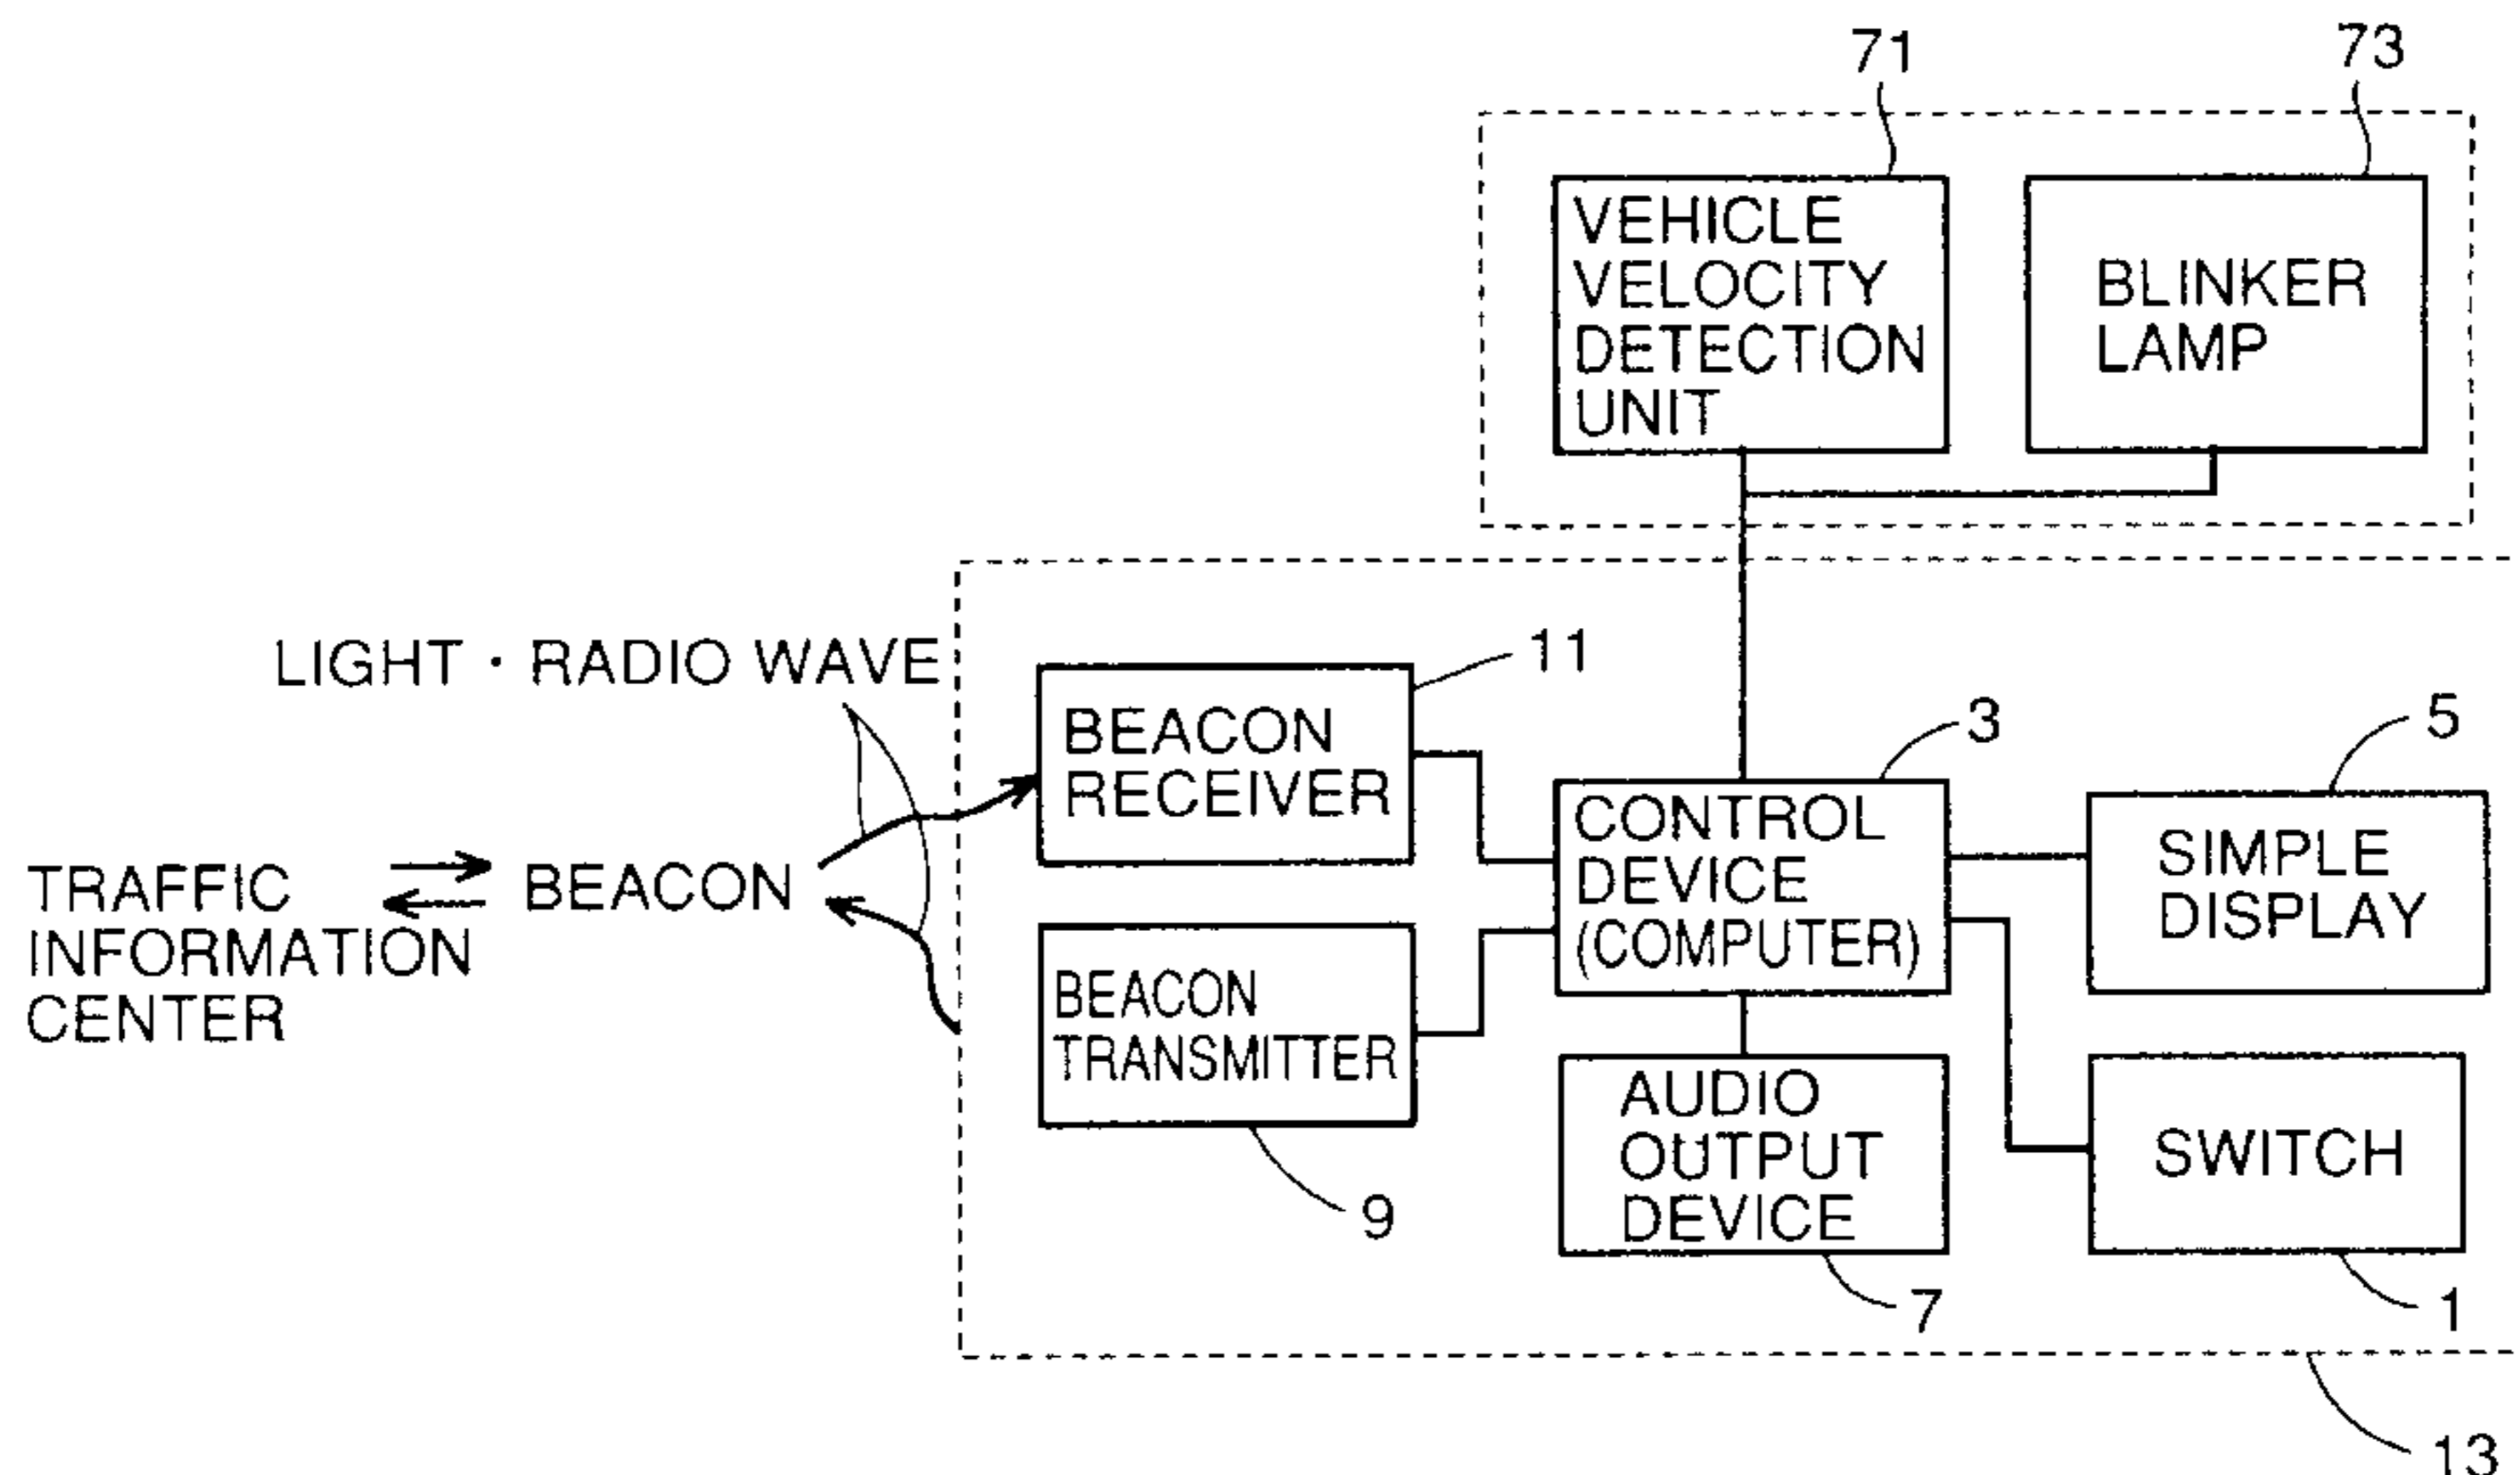 71
73
VEHICLE
VELOCITY
DETECTION
UNIT
BLINKER
LAMP
LIGHT・RADIO WAVE
11
BEACON
RECEIVER
3
5
CONTROL
DEVICE
(COMPUTER)
SIMPLE
DISPLAY
TRAFFIC
INFORMATION
CENTER
BEACON
BEACON
TRANSMITTER
9
AUDIO
OUTPUT
DEVICE
7
SWITCH
1
13